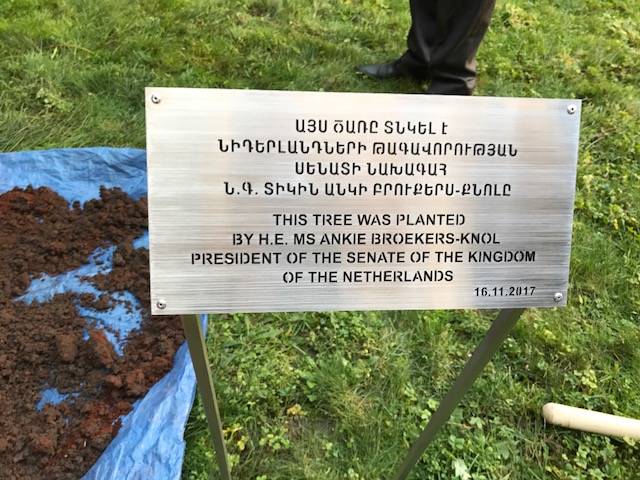 ԱՅՍ ԾԱՌԸ ՏՆԿԵԼ Է
ՆԻԴԵՐԼԱՆԴՆԵՐԻ ԹԱԳԱՎՈՐՈՒԹՅԱՆ
ՍԵՆԱՏԻ ՆԱԽԱԳԱՀ
Ն.Գ. ՏԻԿԻՆ ԱՆԿԻ ԲՐՈՒՔԵՐՍ-ՔՆՈԼԸ
THIS TREE WAS PLANTED
BY H.E. MS ANKIE BROEKERS-KNOL
PRESIDENT OF THE SENATE OF THE KINGDOM
OF THE NETHERLANDS
16.11.2017